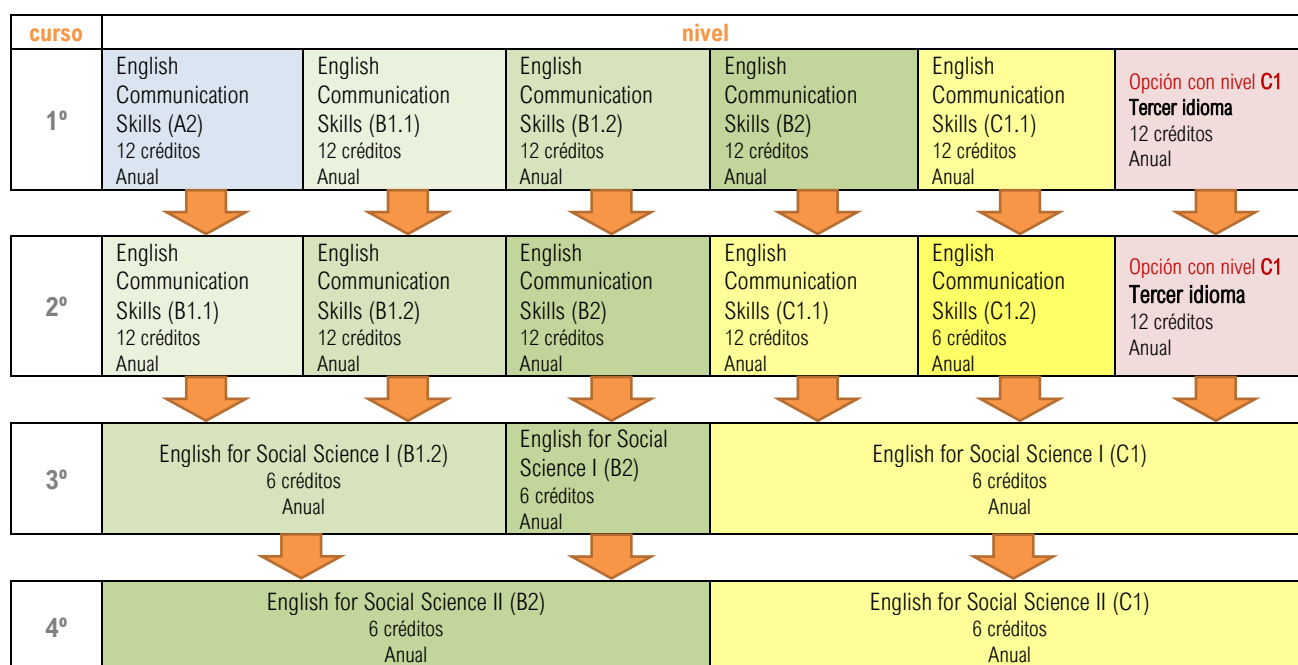 curso
nivel
1º
English
Communication
Skills (A2)
12 créditos
Anual
English
Communication
Skills (B1.1)
12 créditos
Anual
English
Communication
Skills (B1.2)
12 créditos
Anual
English
Communication
Skills (B2)
12 créditos
Anual
English
Communication
Skills (C1.1)
12 créditos
Anual
Opción con nivel C1
Tercer idioma
12 créditos
Anual
2º
English
Communication
Skills (B1.1)
12 créditos
Anual
English
Communication
Skills (B1.2)
12 créditos
Anual
English
Communication
Skills (B2)
12 créditos
Anual
English
Communication
Skills (C1.1)
12 créditos
Anual
English
Communication
Skills (C1.2)
6 créditos
Anual
Opción con nivel C1
Tercer idioma
12 créditos
Anual
3º
English for Social Science I (B1.2)
6 créditos
Anual
English for Social
Science I (B2)
6 créditos
Anual
English for Social Science I (C1)
6 créditos
Anual
4º
English for Social Science II (B2)
6 créditos
Anual
English for Social Science II (C1)
6 créditos
Anual